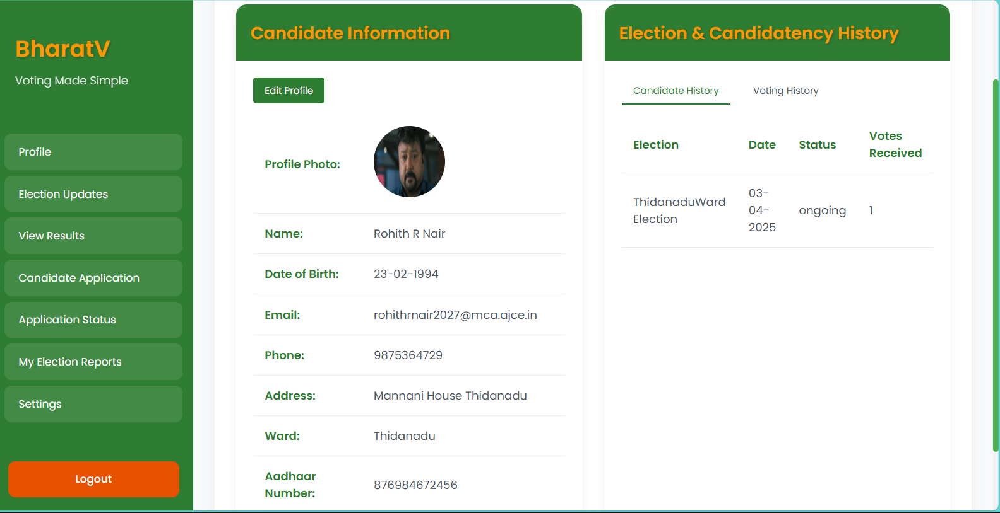 BharatV
Voting Made Simple
Profile
Election Updates
View Results
Candidate Application
Application Status
My Election Reports
Settings
Logout
Candidate Information
Edit Profile
Profile Photo:
Name: Rohith R Nair
Date of Birth: 23-02-1994
Email: rohithrnair2027@mca.ajce.in
Phone: 9875364729
Address: Mannani House Thidanadu
Ward: Thidanadu
Aadhaar
Number: 876984672456
Election & Candidatency History
Candidate History Voting History
Election Date Status Votes
Received
ThidanaduWard
Election
03-
04-
2025
ongoing
1